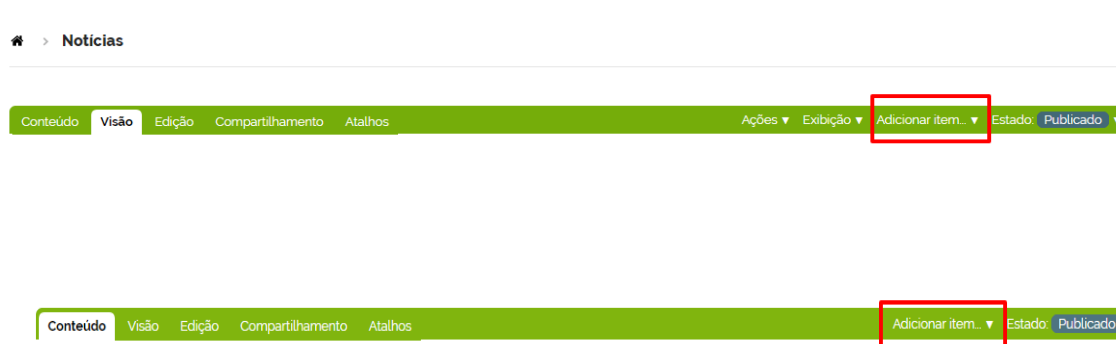 > Notícias
Conteúdo Visão Edição Compartilhamento Atalhos Ações ▾ Exibição ▾ Adicionar item... ▾ Estado: Publicado ▾
Conteúdo Visão Edição Compartilhamento Atalhos Adicionar item... ▾ Estado: Publicado